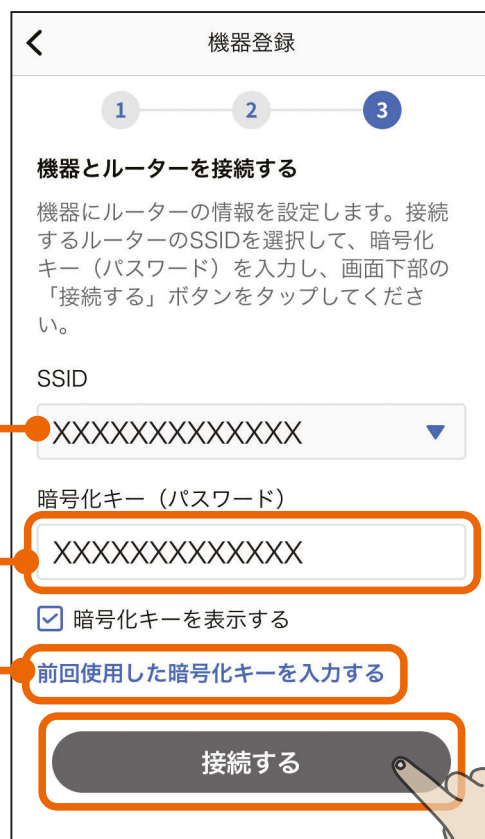 機器登録
1 2 3
機器とルーターを接続する
機器にルーターの情報を設定します。接続
するルーターのSSIDを選択して、暗号化
キー（パスワード）を入力し、画面下部の
「接続する」ボタンをタップしてくださ
い。
SSID
XXXXXXXXXXXXX
暗号化キー（パスワード）
XXXXXXXXXXXXX
暗号化キーを表示する
前回使用した暗号化キーを入力する
接続する